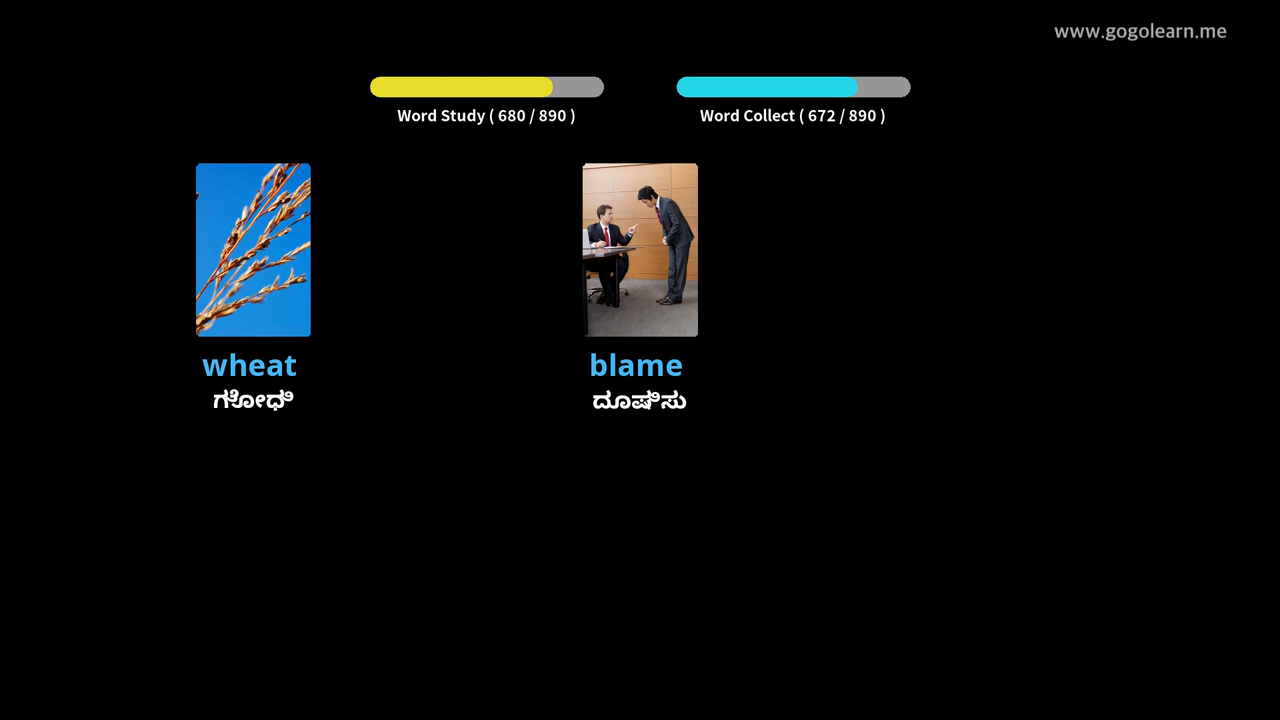 www.gogolearn.me
Word Study ( 680 / 890 )
Word Collect ( 672 / 890 )
wheat
ಗೋಧಿ
blame
ದೂಷಿಸು